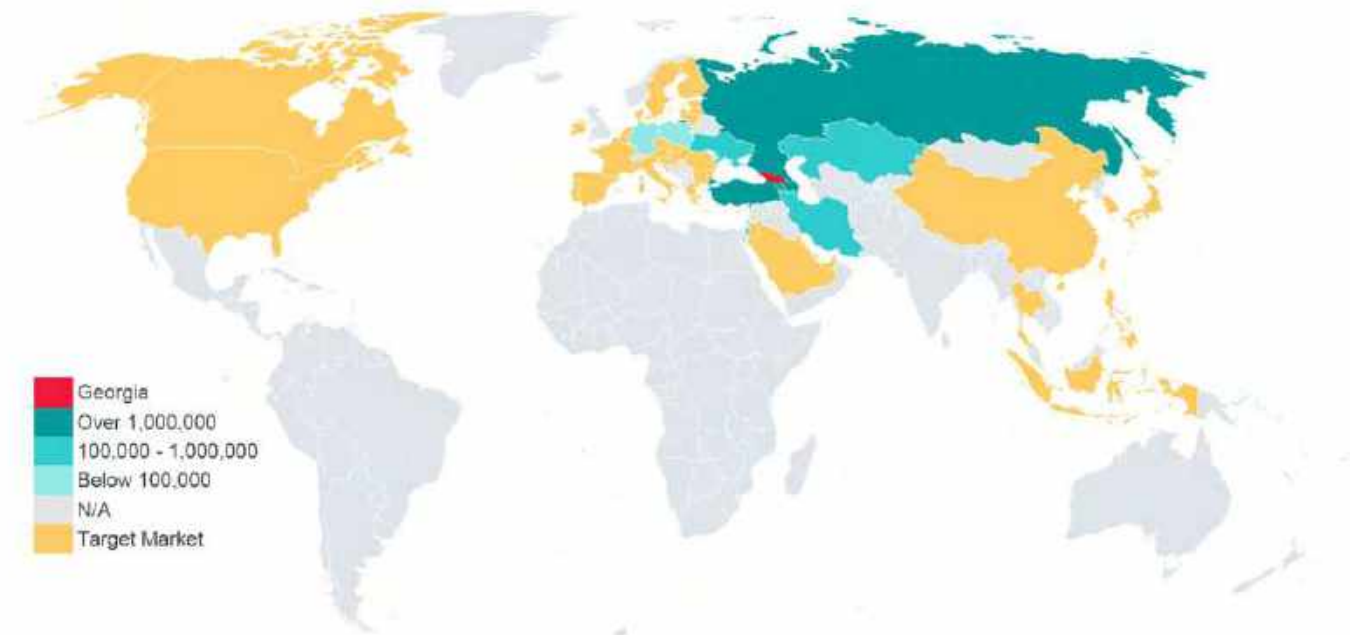 Georgia
Over 1,000,000
100,000 - 1,000,000
Below 100,000
N/A
Target Market